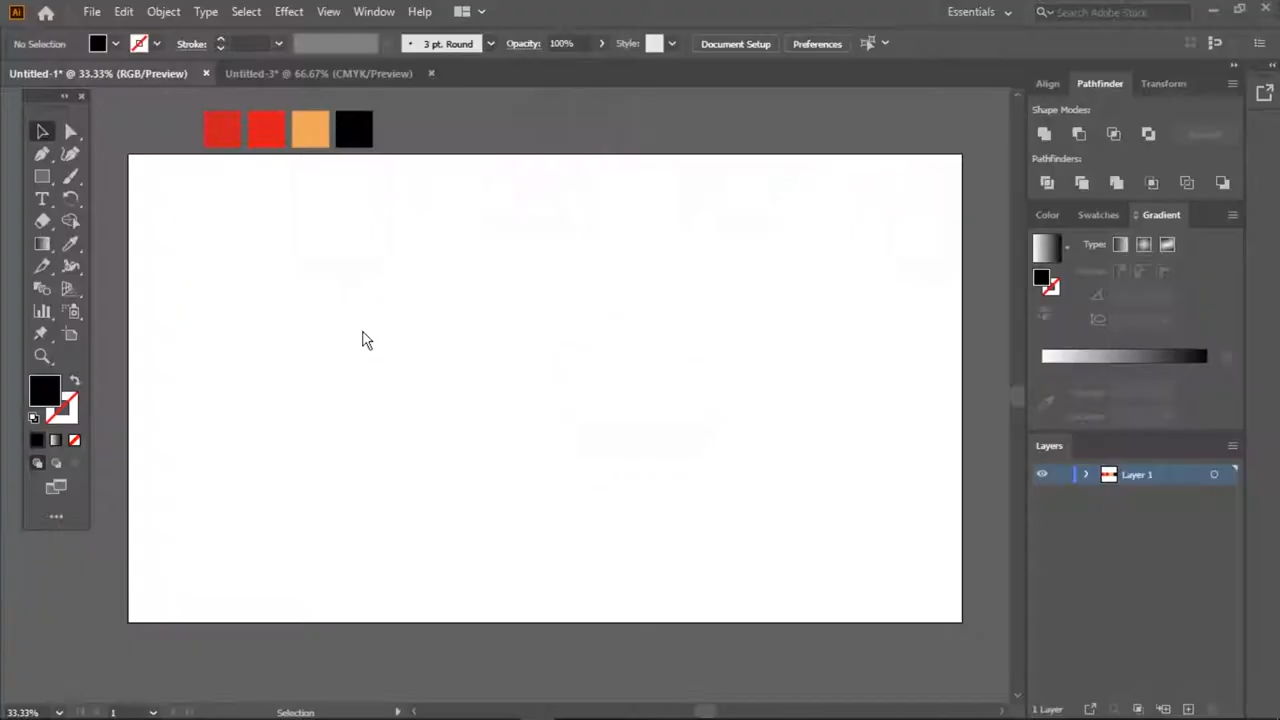 File Edit Object Type Select Effect View Window Help Essentials Search Adobe Stock
No Selection Stroke: 3 pt. Round Opacity: 100% Style: Document Setup Preferences
Untitled-1* @ 33.33% (RGB/Preview) Untitled-3* @ 66.67% (CMYK/Preview)
Align Pathfinder Transform
Shape Modes:
Pathfinders:
Color Swatches Gradient
Type:
Layers
Layer 1
33.33% 1 Selection 1 Layer